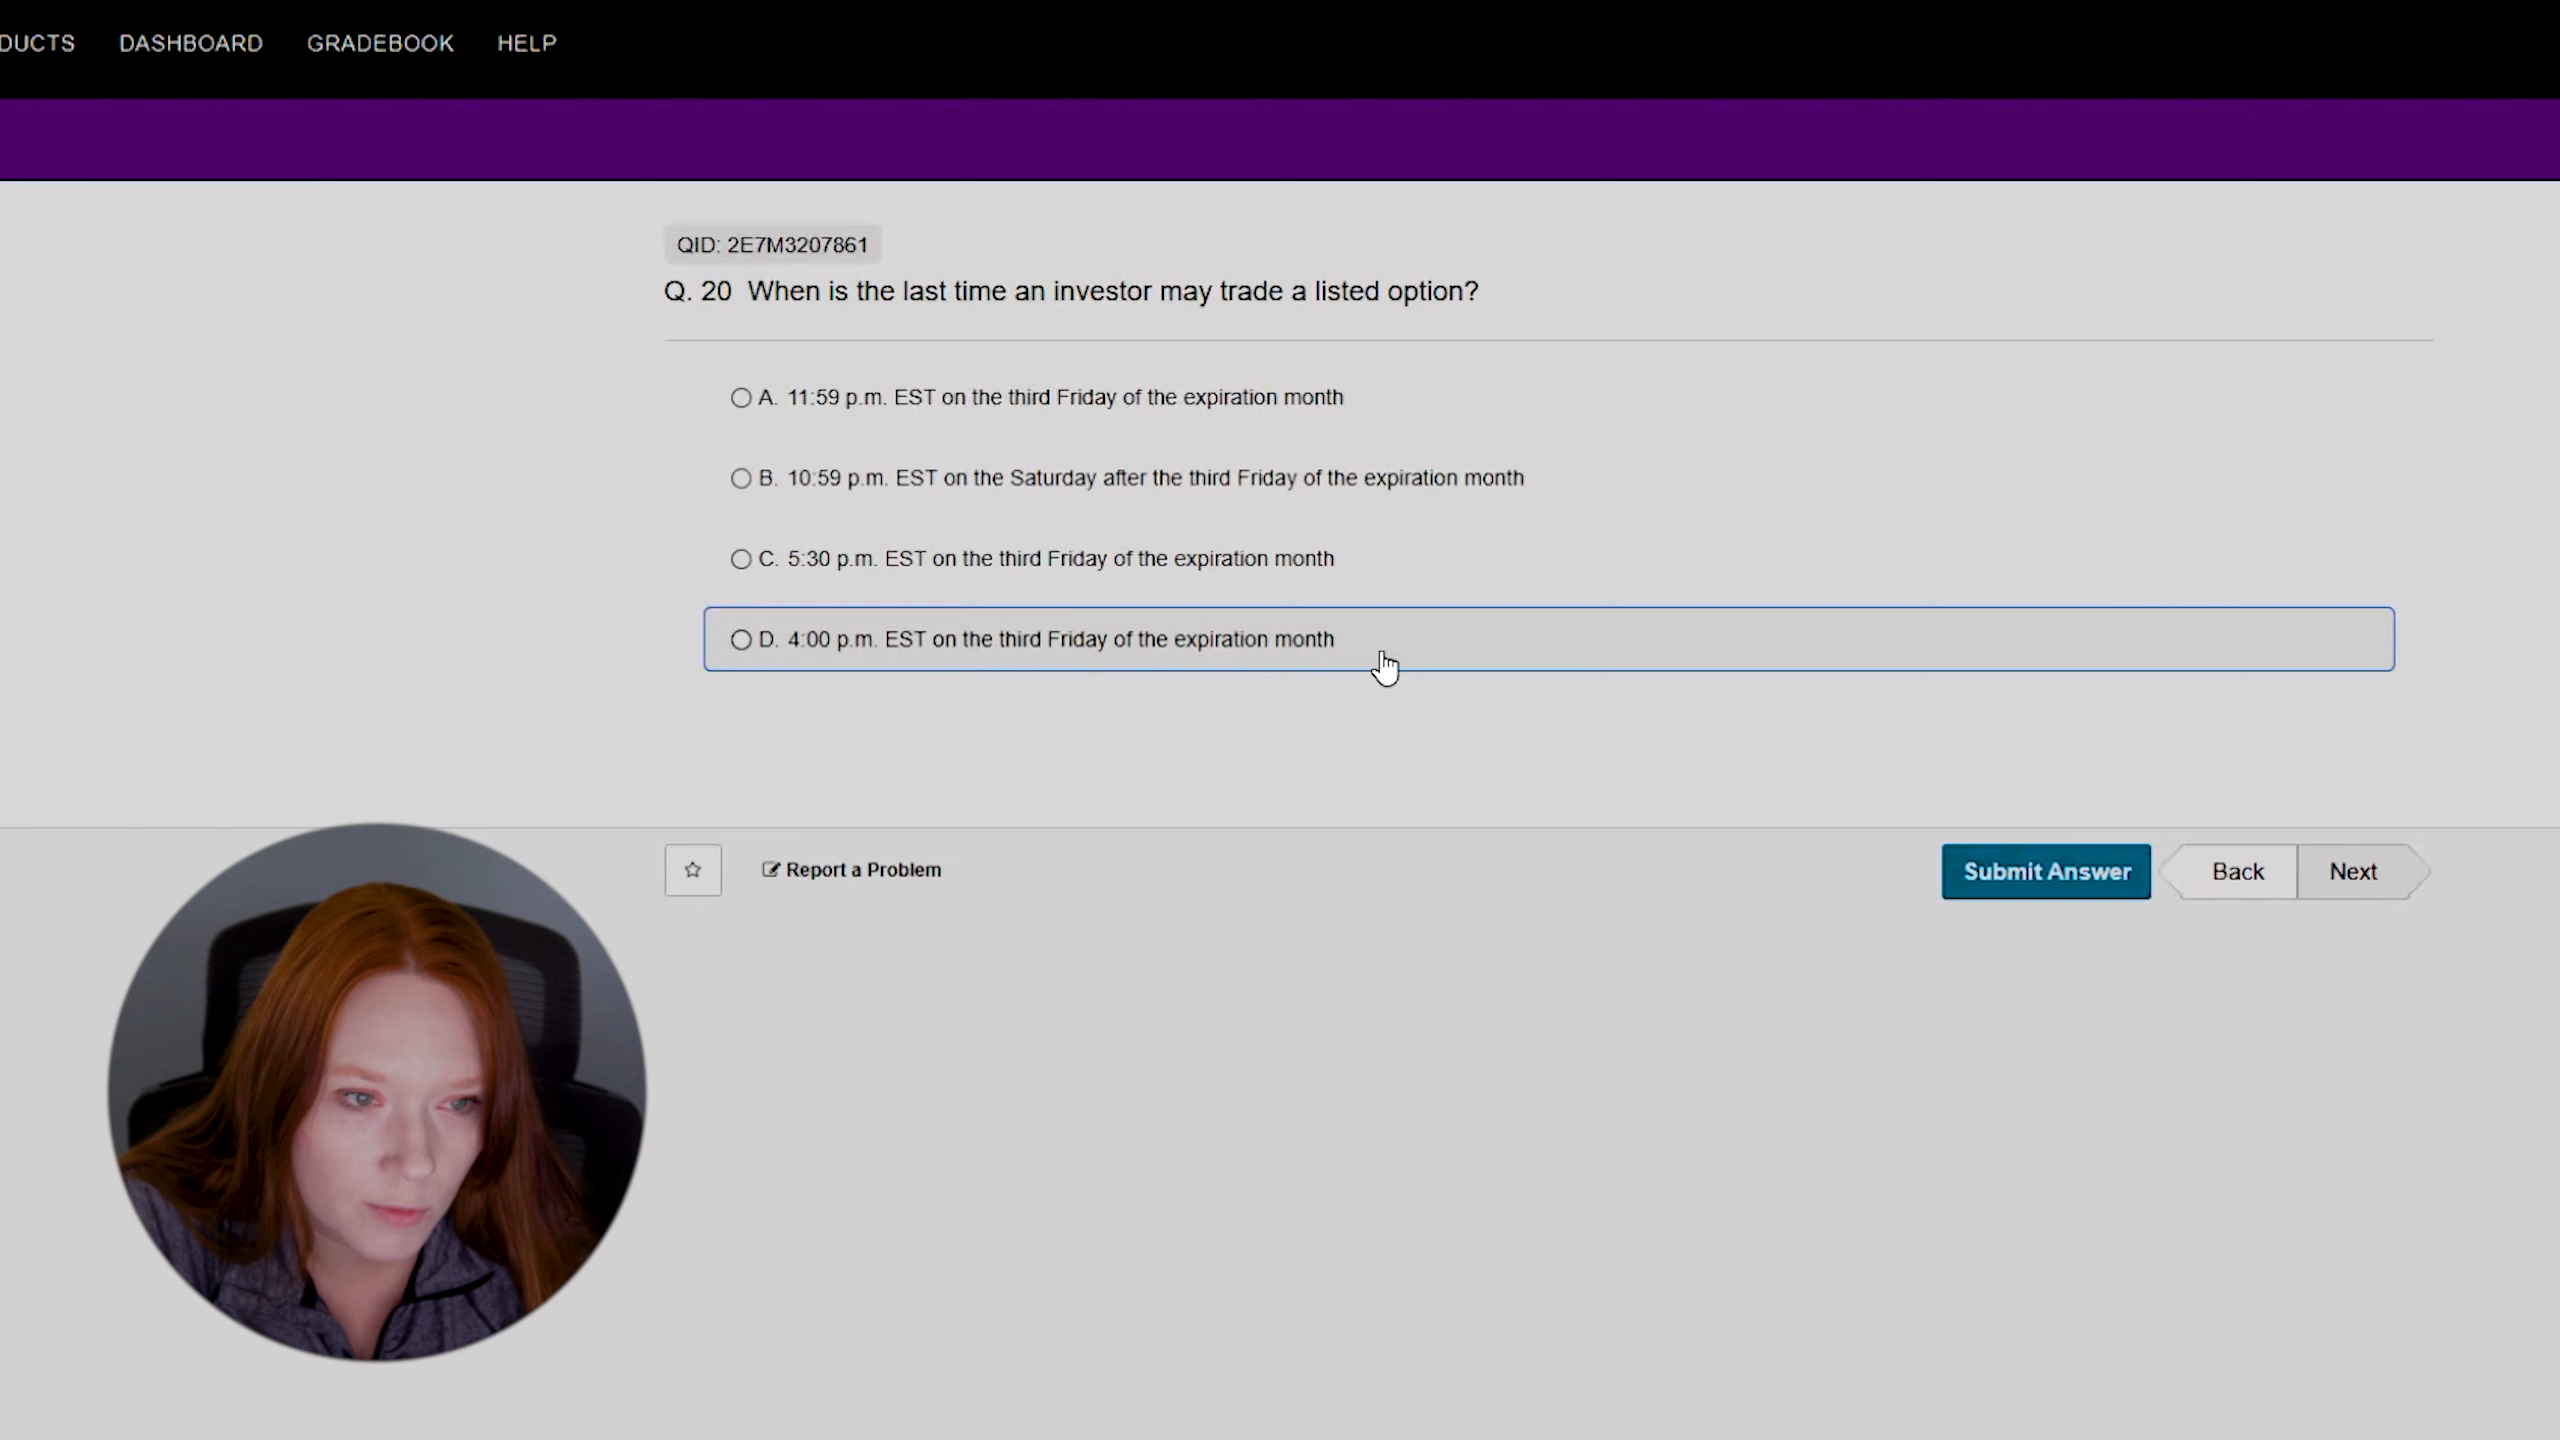 DUCTS DASHBOARD GRADEBOOK HELP
QID: 2E7M3207861
Q. 20 When is the last time an investor may trade a listed option?
A. 11:59 p.m. EST on the third Friday of the expiration month
B. 10:59 p.m. EST on the Saturday after the third Friday of the expiration month
C. 5:30 p.m. EST on the third Friday of the expiration month
D. 4:00 p.m. EST on the third Friday of the expiration month
Report a Problem Submit Answer Back Next